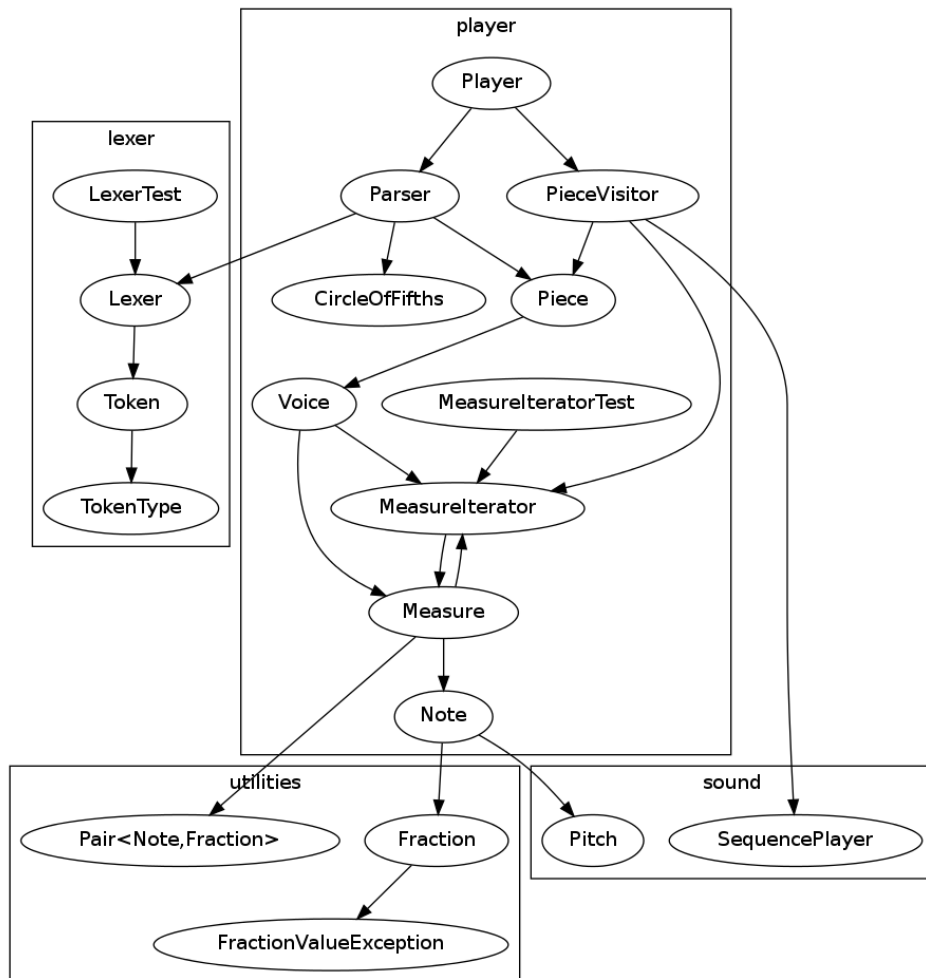 player
Player
lexer
LexerTest
Parser
PieceVisitor
Lexer
CircleOfFifths
Piece
Token
Voice
MeasureIteratorTest
TokenType
MeasureIterator
Measure
Note
utilities
sound
Pair<Note,Fraction>
Fraction
Pitch
SequencePlayer
FractionValueException